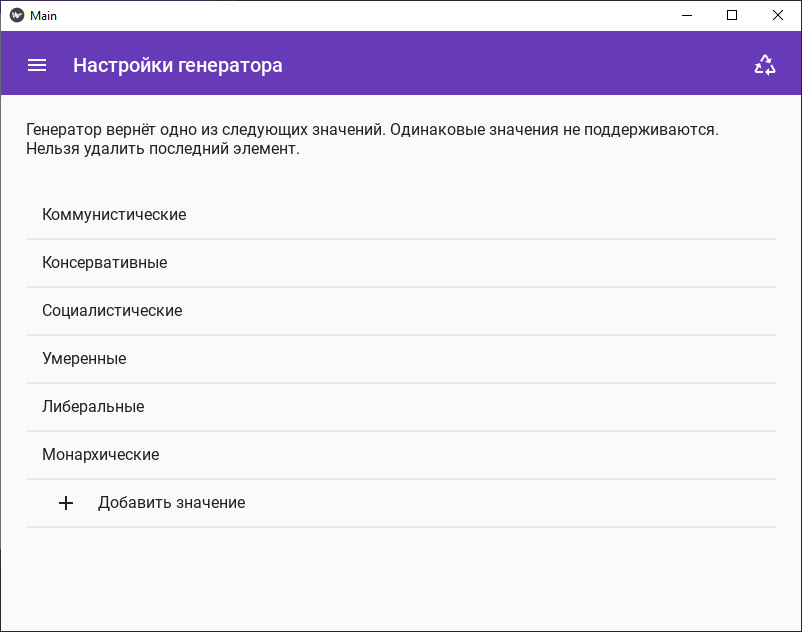 Main
Настройки генератора
Генератор вернёт одно из следующих значений. Одинаковые значения не поддерживаются.
Нельзя удалить последний элемент.
Коммунистические
Консервативные
Социалистические
Умеренные
Либеральные
Монархические
Добавить значение